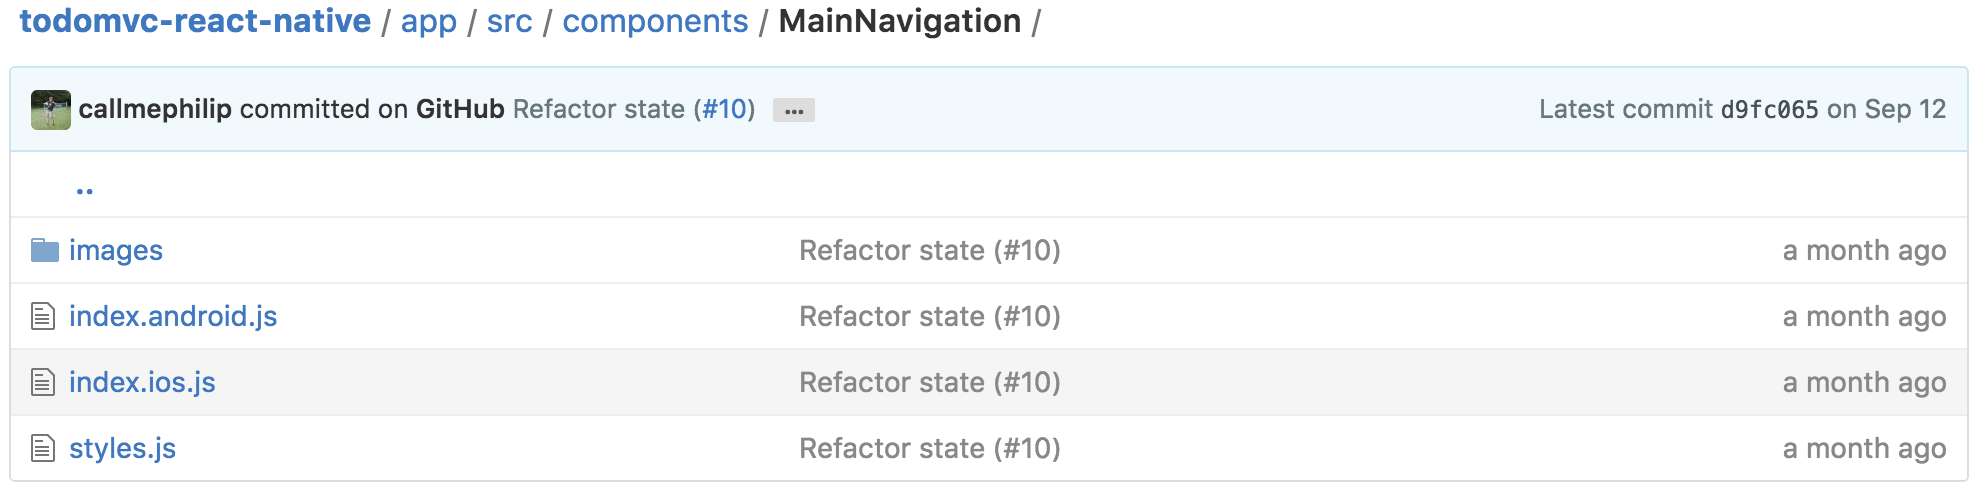 todomvc-react-native / app / src / components / MainNavigation /
callmephilip committed on GitHub Refactor state (#10) ... Latest commit d9fc065 on Sep 12
..
images Refactor state (#10) a month ago
index.android.js Refactor state (#10) a month ago
index.ios.js Refactor state (#10) a month ago
styles.js Refactor state (#10) a month ago